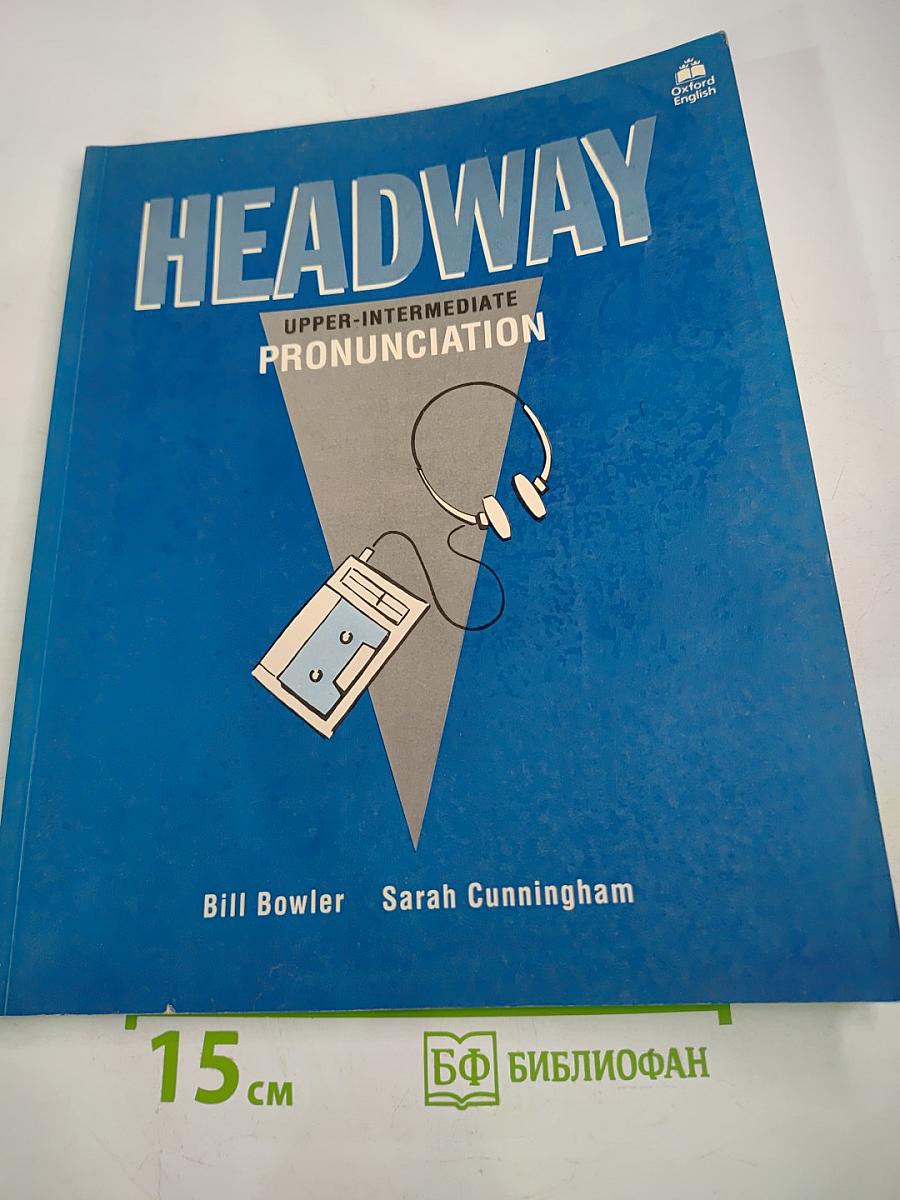 Oxford
English
HEADWAY
UPPER-INTERMEDIATE
PRONUNCIATION
Bill Bowler Sarah Cunningham
15 см
БФ БИБЛИОФАН